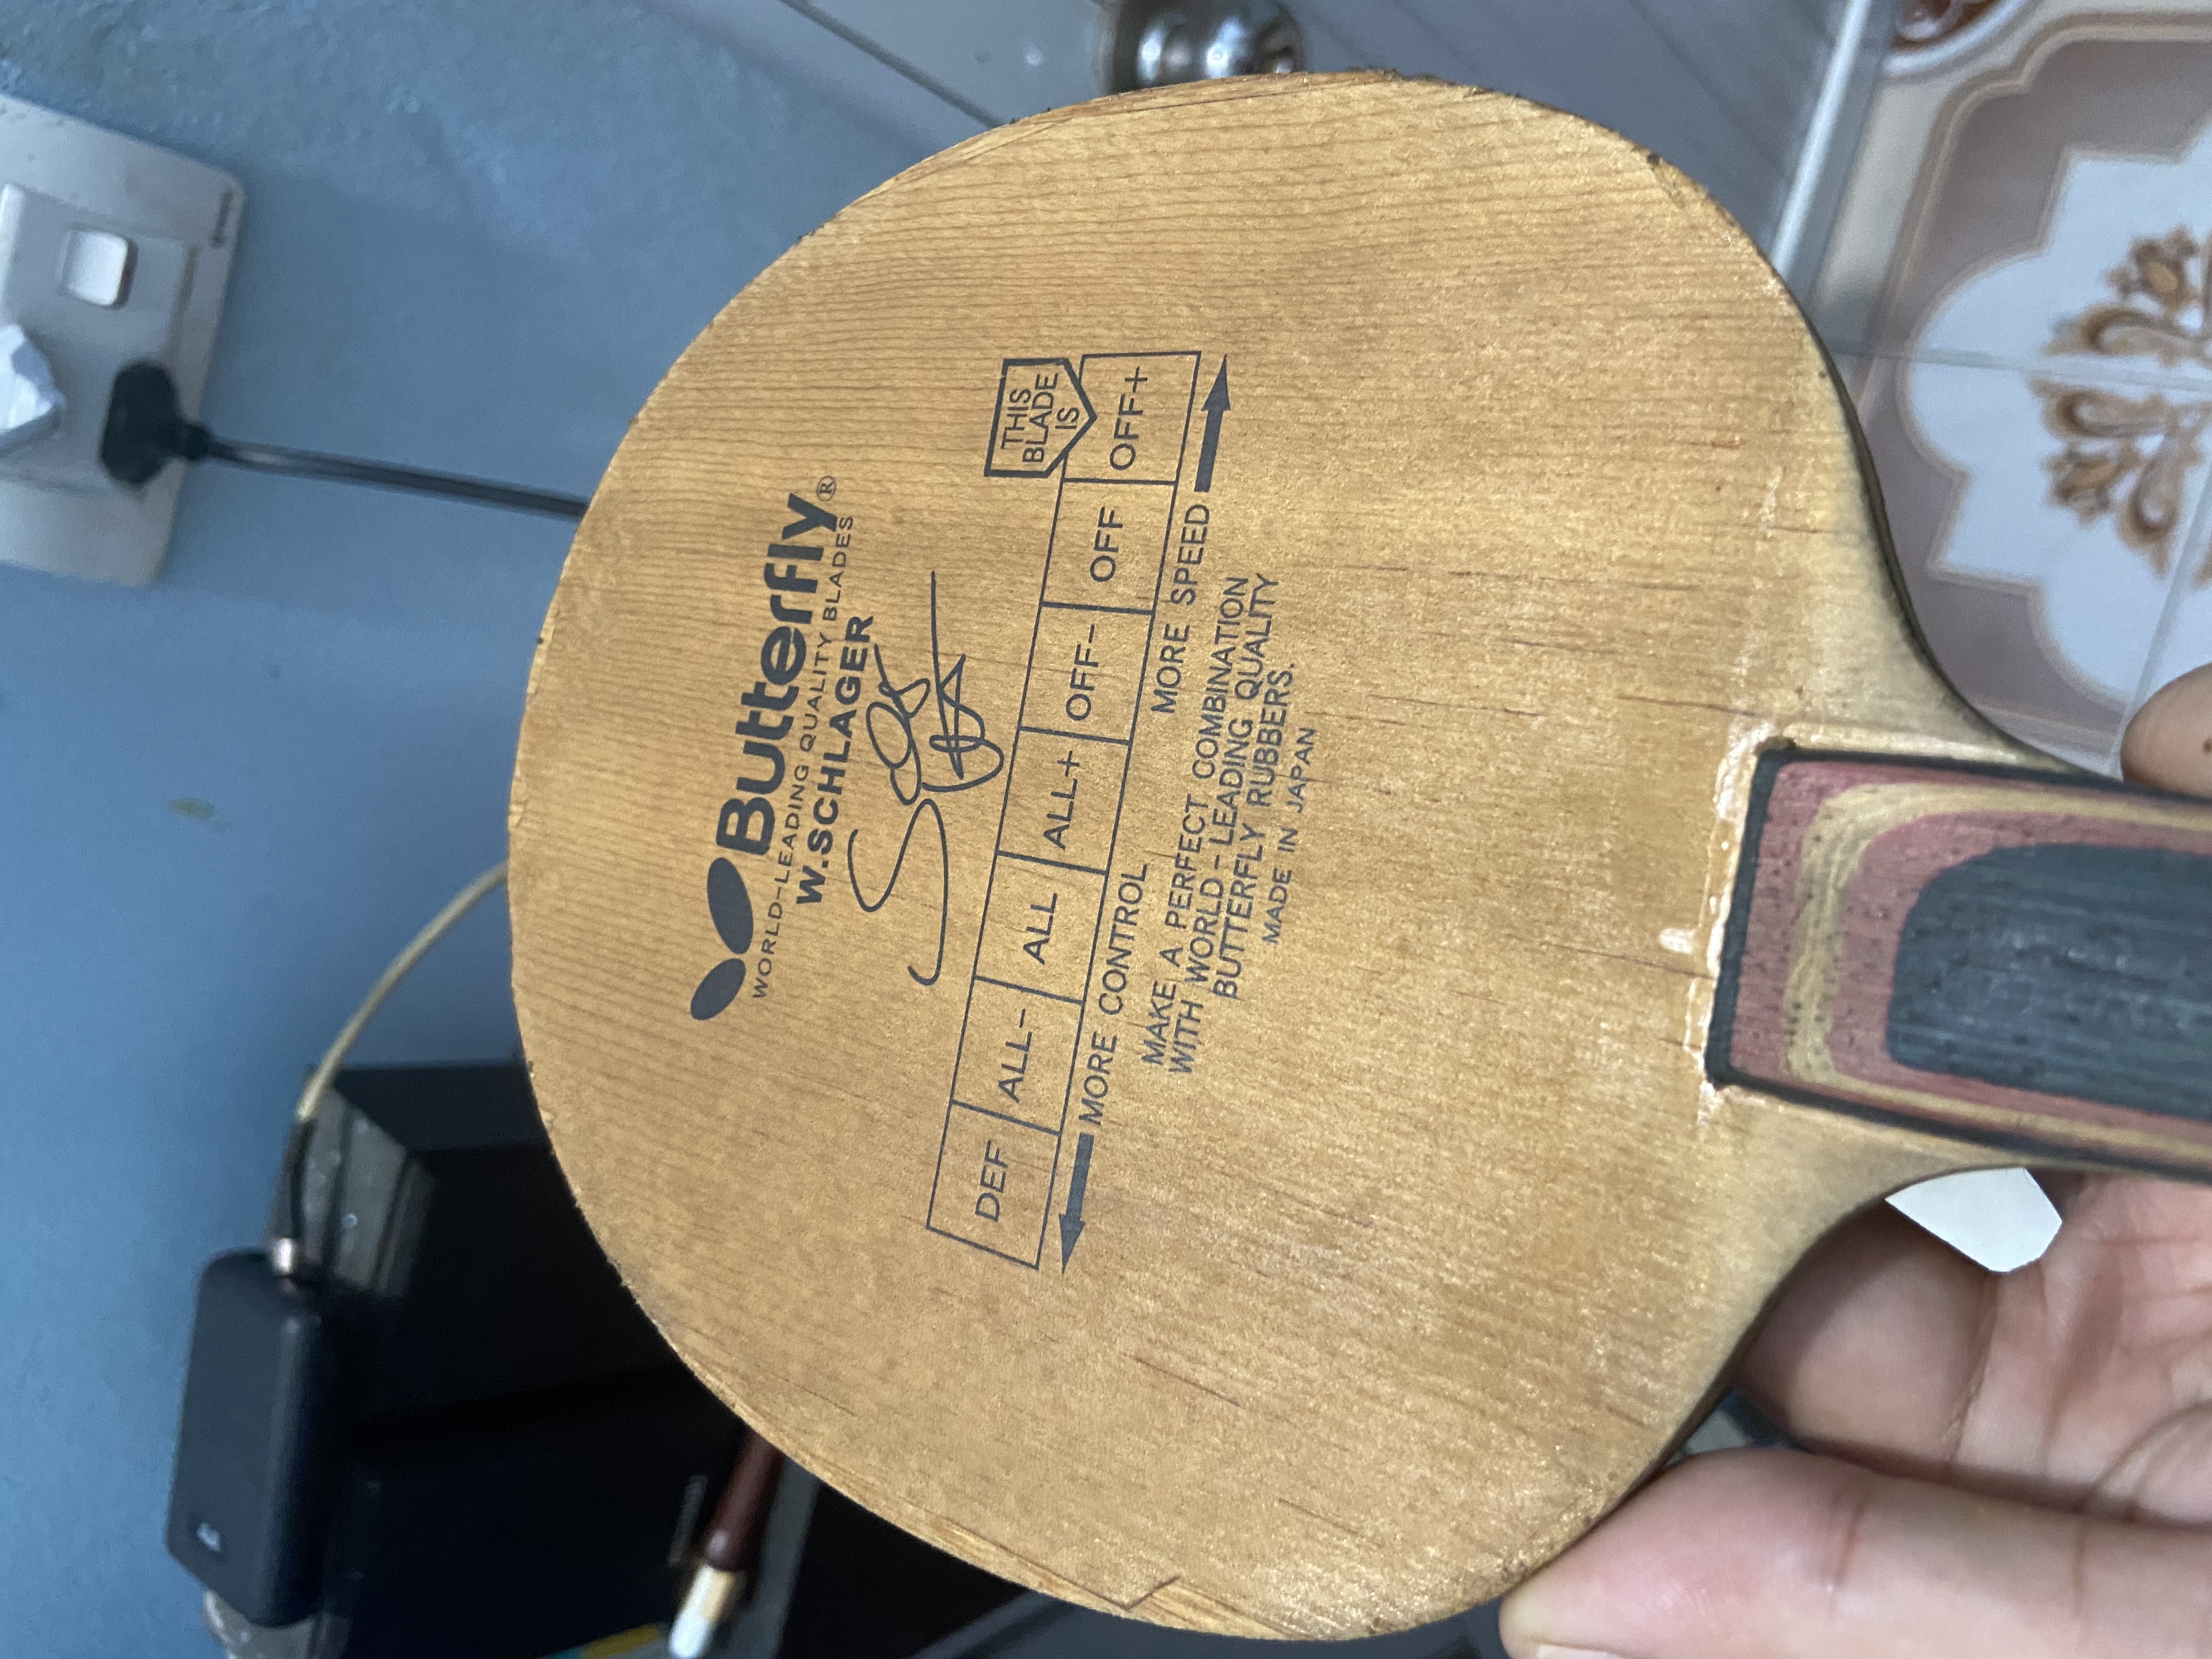 Butterfly®
WORLD-LEADING QUALITY BLADES
W.SCHLAGER
THIS
BLADE
IS
DEF ALL- ALL ALL+ OFF- OFF OFF+
MORE CONTROL MORE SPEED
MAKE A PERFECT COMBINATION
WITH WORLD-LEADING QUALITY
BUTTERFLY RUBBERS.
MADE IN JAPAN